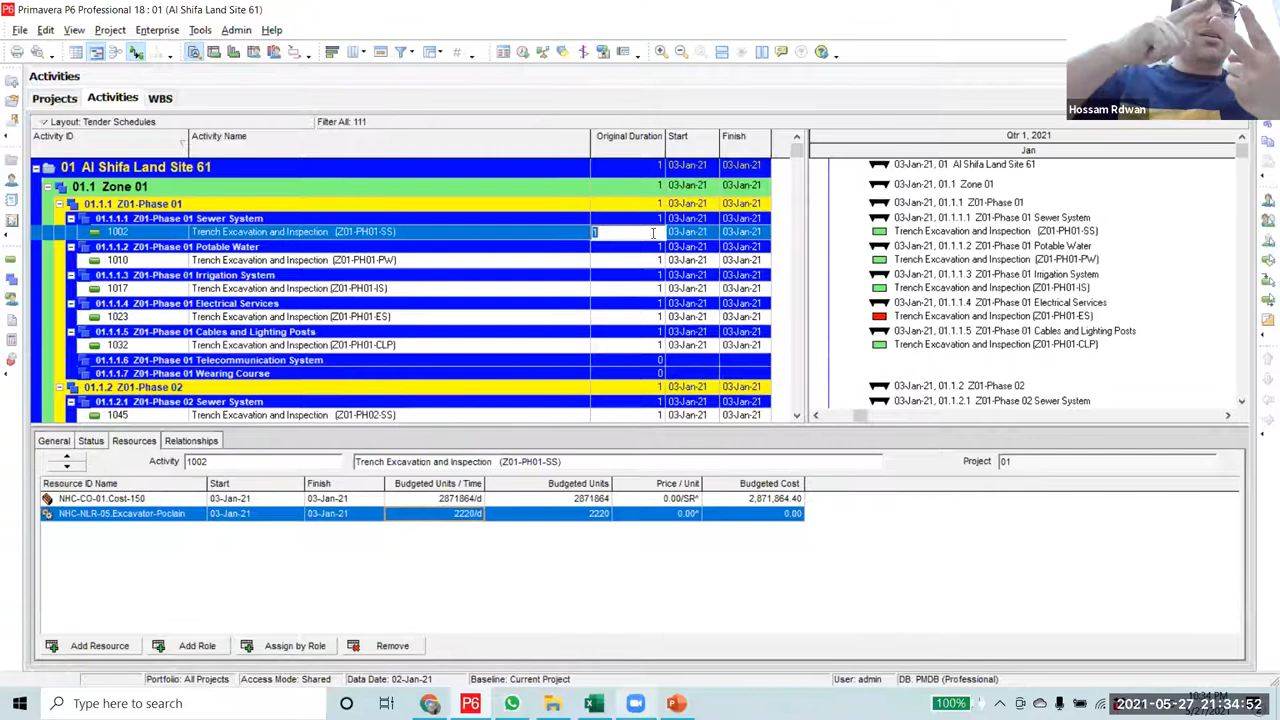 Primavera P6 Professional 18 : 01 (Al Shifa Land Site 61)
File Edit View Project Enterprise Tools Admin Help
Hossam Rdwan
Activities
Projects Activities WBS
Layout: Tender Schedules Filter All: 111
Activity ID Activity Name Original Duration Start Finish Qtr 1, 2021
Jan
01 Al Shifa Land Site 61 1 03-Jan-21 03-Jan-21 03-Jan-21, 01 Al Shifa Land Site 61
01.1 Zone 01 1 03-Jan-21 03-Jan-21 03-Jan-21, 01.1 Zone 01
01.1.1 Z01-Phase 01 1 03-Jan-21 03-Jan-21 03-Jan-21, 01.1.1 Z01-Phase 01
01.1.1.1 Z01-Phase 01 Sewer System 1 03-Jan-21 03-Jan-21 03-Jan-21, 01.1.1.1 Z01-Phase 01 Sewer System
1002 Trench Excavation and Inspection (Z01-PH01-SS) 1 03-Jan-21 03-Jan-21 Trench Excavation and Inspection (Z01-PH01-SS)
01.1.1.2 Z01-Phase 01 Potable Water 1 03-Jan-21 03-Jan-21 03-Jan-21, 01.1.1.2 Z01-Phase 01 Potable Water
1010 Trench Excavation and Inspection (Z01-PH01-PW) 1 03-Jan-21 03-Jan-21 Trench Excavation and Inspection (Z01-PH01-PW)
01.1.1.3 Z01-Phase 01 Irrigation System 1 03-Jan-21 03-Jan-21 03-Jan-21, 01.1.1.3 Z01-Phase 01 Irrigation System
1017 Trench Excavation and Inspection (Z01-PH01-IS) 1 03-Jan-21 03-Jan-21 Trench Excavation and Inspection (Z01-PH01-IS)
01.1.1.4 Z01-Phase 01 Electrical Services 1 03-Jan-21 03-Jan-21 03-Jan-21, 01.1.1.4 Z01-Phase 01 Electrical Services
1023 Trench Excavation and Inspection (Z01-PH01-ES) 1 03-Jan-21 03-Jan-21 Trench Excavation and Inspection (Z01-PH01-ES)
01.1.1.5 Z01-Phase 01 Cables and Lighting Posts 1 03-Jan-21 03-Jan-21 03-Jan-21, 01.1.1.5 Z01-Phase 01 Cables and Lighting Posts
1032 Trench Excavation and Inspection (Z01-PH01-CLP) 1 03-Jan-21 03-Jan-21 Trench Excavation and Inspection (Z01-PH01-CLP)
01.1.1.6 Z01-Phase 01 Telecommunication System 0
01.1.1.7 Z01-Phase 01 Wearing Course 0
01.1.2 Z01-Phase 02 1 03-Jan-21 03-Jan-21 03-Jan-21, 01.1.2 Z01-Phase 02
01.1.2.1 Z01-Phase 02 Sewer System 1 03-Jan-21 03-Jan-21 03-Jan-21, 01.1.2.1 Z01-Phase 02 Sewer System
1045 Trench Excavation and Inspection (Z01-PH02-SS) 1 03-Jan-21 03-Jan-21 Trench Excavation and Inspection (Z01-PH02-SS)
General Status Resources Relationships
Activity 1002 Trench Excavation and Inspection (Z01-PH01-SS) Project 01
Resource ID Name Start Finish Budgeted Units / Time Budgeted Units Price / Unit Budgeted Cost
NHC-CO-01.Cost-150 03-Jan-21 03-Jan-21 2871864/d 2871864 0.00/SR* 2,871,864.40
NHC-NLR-05.Excavator-Poclain 03-Jan-21 03-Jan-21 2220/d 2220 0.00* 0.00
Add Resource Add Role Assign by Role Remove
Portfolio: All Projects Access Mode: Shared Data Date: 02-Jan-21 Baseline: Current Project User: admin DB: PMDB (Professional)
Type here to search 100% 2021-05-27 21:34:52